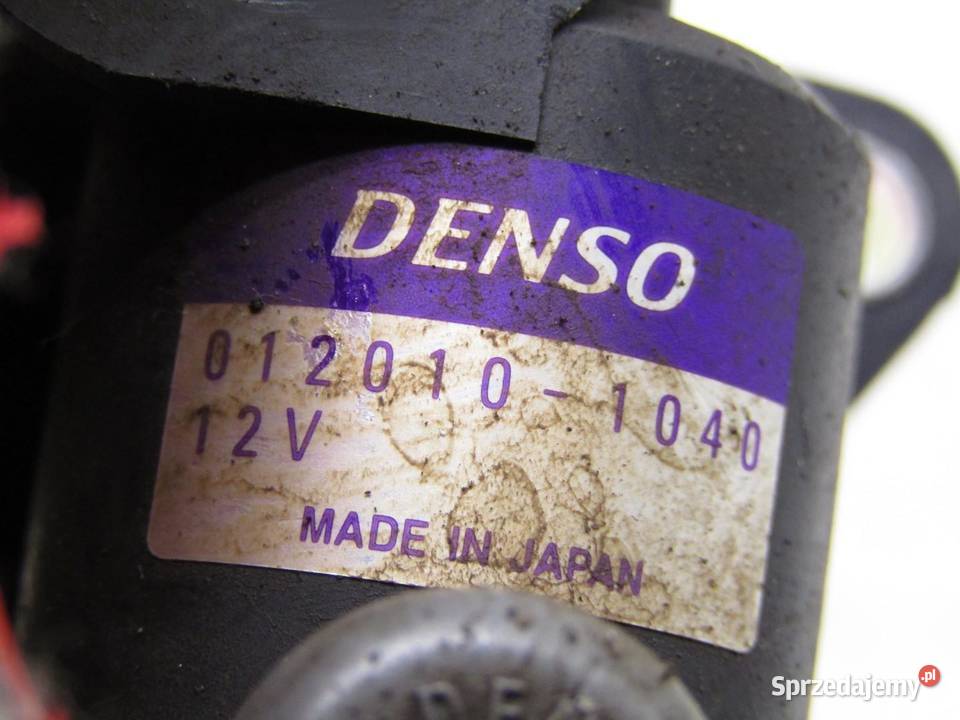 DENSO
012010-1040
12V
MADE IN JAPAN
Sprzedajemy.pl